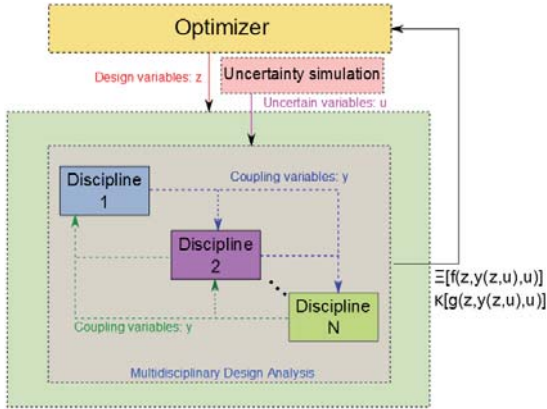 Optimizer
Design variables: z
Uncertainty simulation
Uncertain variables: u
Discipline
1
Coupling variables: y
Discipline
2
Ξ[f(z,y(z,u),u)]
K[g(z,y(z,u),u)]
Discipline
N
Coupling variables: y
Multidisciplinary Design Analysis